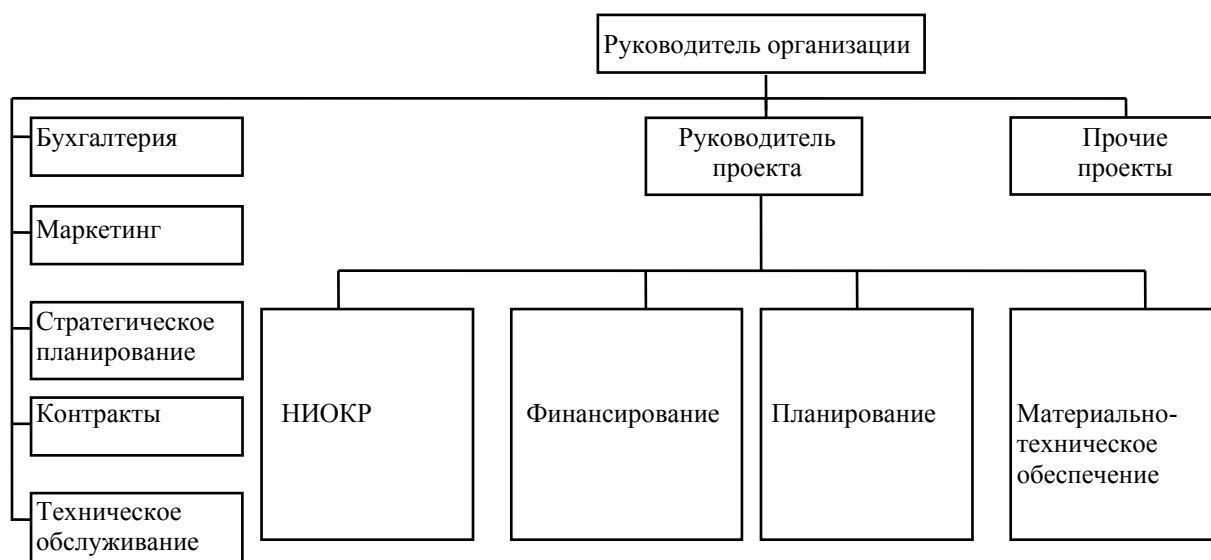 Руководитель организации
Бухгалтерия
Руководитель
проекта
Прочие
проекты
Маркетинг
Стратегическое
планирование
Контракты
Техническое
обслуживание
НИОКР
Финансирование
Планирование
Материально-
техническое
обеспечение